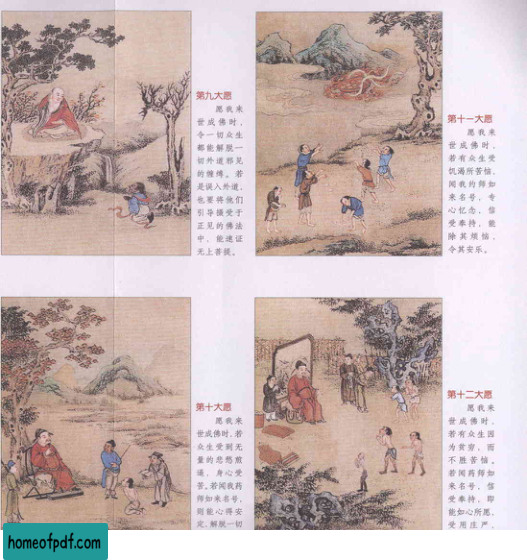 第九大愿
愿我来
世成佛时，
令一切众生
都能解脱一
切外道邪见
的缠缚。若
是误入外道，
也要将他们
引导摄受于
正见的佛法
中，能速证
无上菩提。
第十一大愿
愿我来
世成佛时，
若有众生受
饥渴所苦恼，
闻我药师如
来名号，专
心忆念，信
受奉持，能
除其烦恼，
令其安乐。
第十大愿
愿我来
世成佛时，若
众生受到无
量的悲愁煎
逼，身心受
苦，若闻我药
师如来名号，
则能心得安
定，解脱一切
第十二大愿
愿我来
世成佛时，
若有众生因
为贫穷，而
不胜苦恼。
若闻药师如
来名号，信
受奉持，即
能如心所愿，
受用庄严，
homeofpdf.com